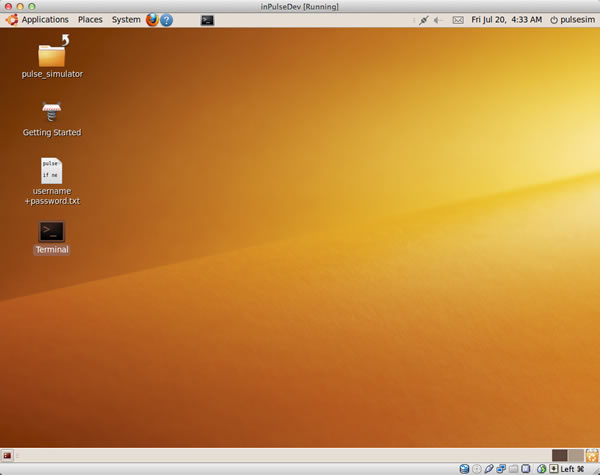 inPulseDev [Running]
Applications Places System ? Fri Jul 20, 4:33 AM pulsesim
pulse_simulator
Getting Started
pulse
if ne
username
+password.txt
>_
Terminal
Left ⌘